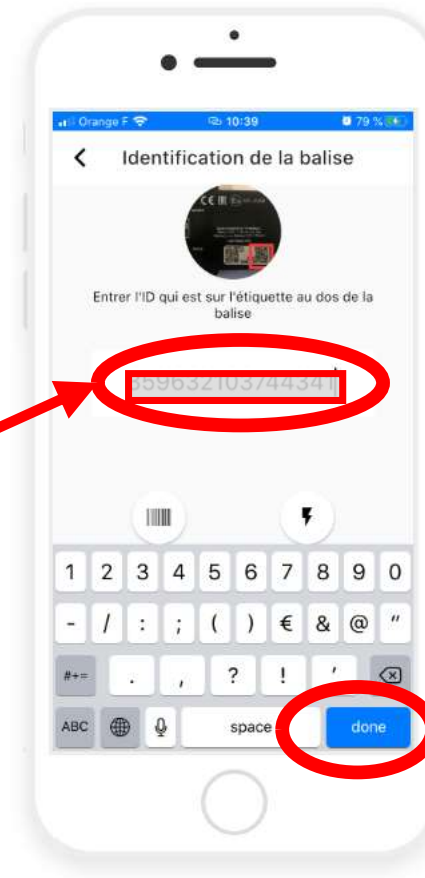 Orange F 10:39 79 %
Identification de la balise
Entrer l'ID qui est sur l'étiquette au dos de la
balise
359632103744341
1 2 3 4 5 6 7 8 9 0
- / : ; ( ) € & @ "
#+= . , ? ! '
ABC space done